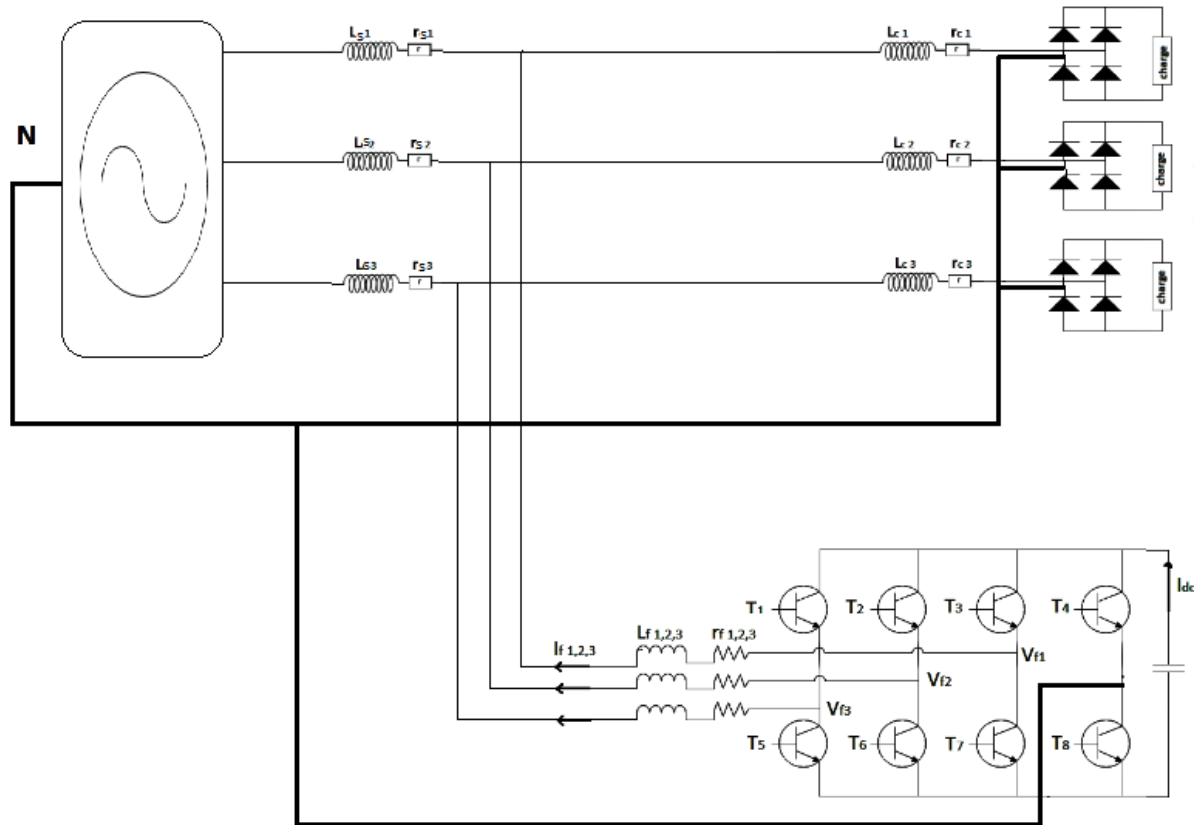 Ls1 rs1 Lc1 rc1
charge
N
Ls2 rs2 Lc2 rc2
charge
Ls3 rs3 Lc3 rc3
charge
T1 T2 T3 T4 Idc
If 1,2,3 Lf 1,2,3 rf 1,2,3
Vf1
Vf2
Vf3
T5 T6 T7 T8